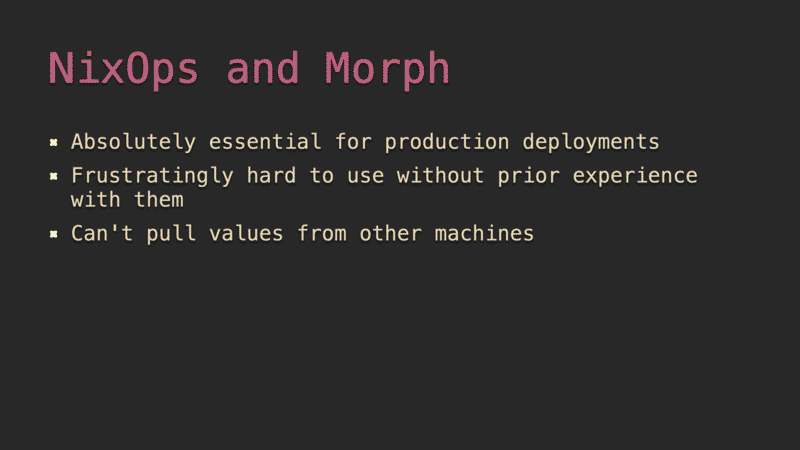 NixOps and Morph
Absolutely essential for production deployments
Frustratingly hard to use without prior experience
with them
Can't pull values from other machines